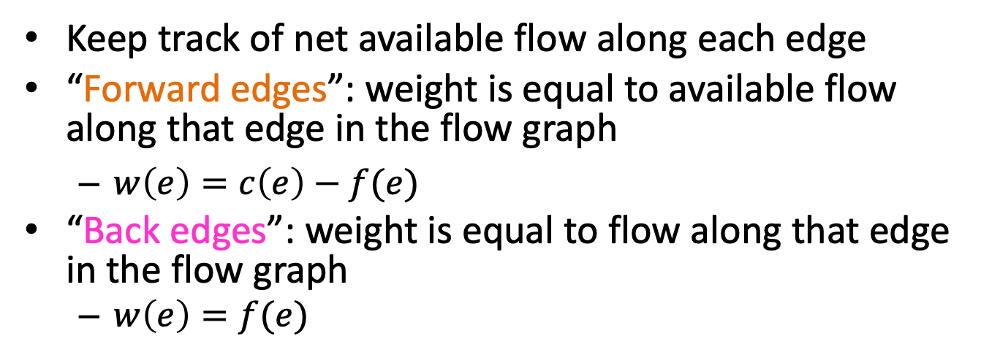 • Keep track of net available flow along each edge
• “Forward edges”: weight is equal to available flow
along that edge in the flow graph
– 𝑤(𝑒) = 𝑐(𝑒) − 𝑓(𝑒)
• “Back edges”: weight is equal to flow along that edge
in the flow graph
– 𝑤(𝑒) = 𝑓(𝑒)